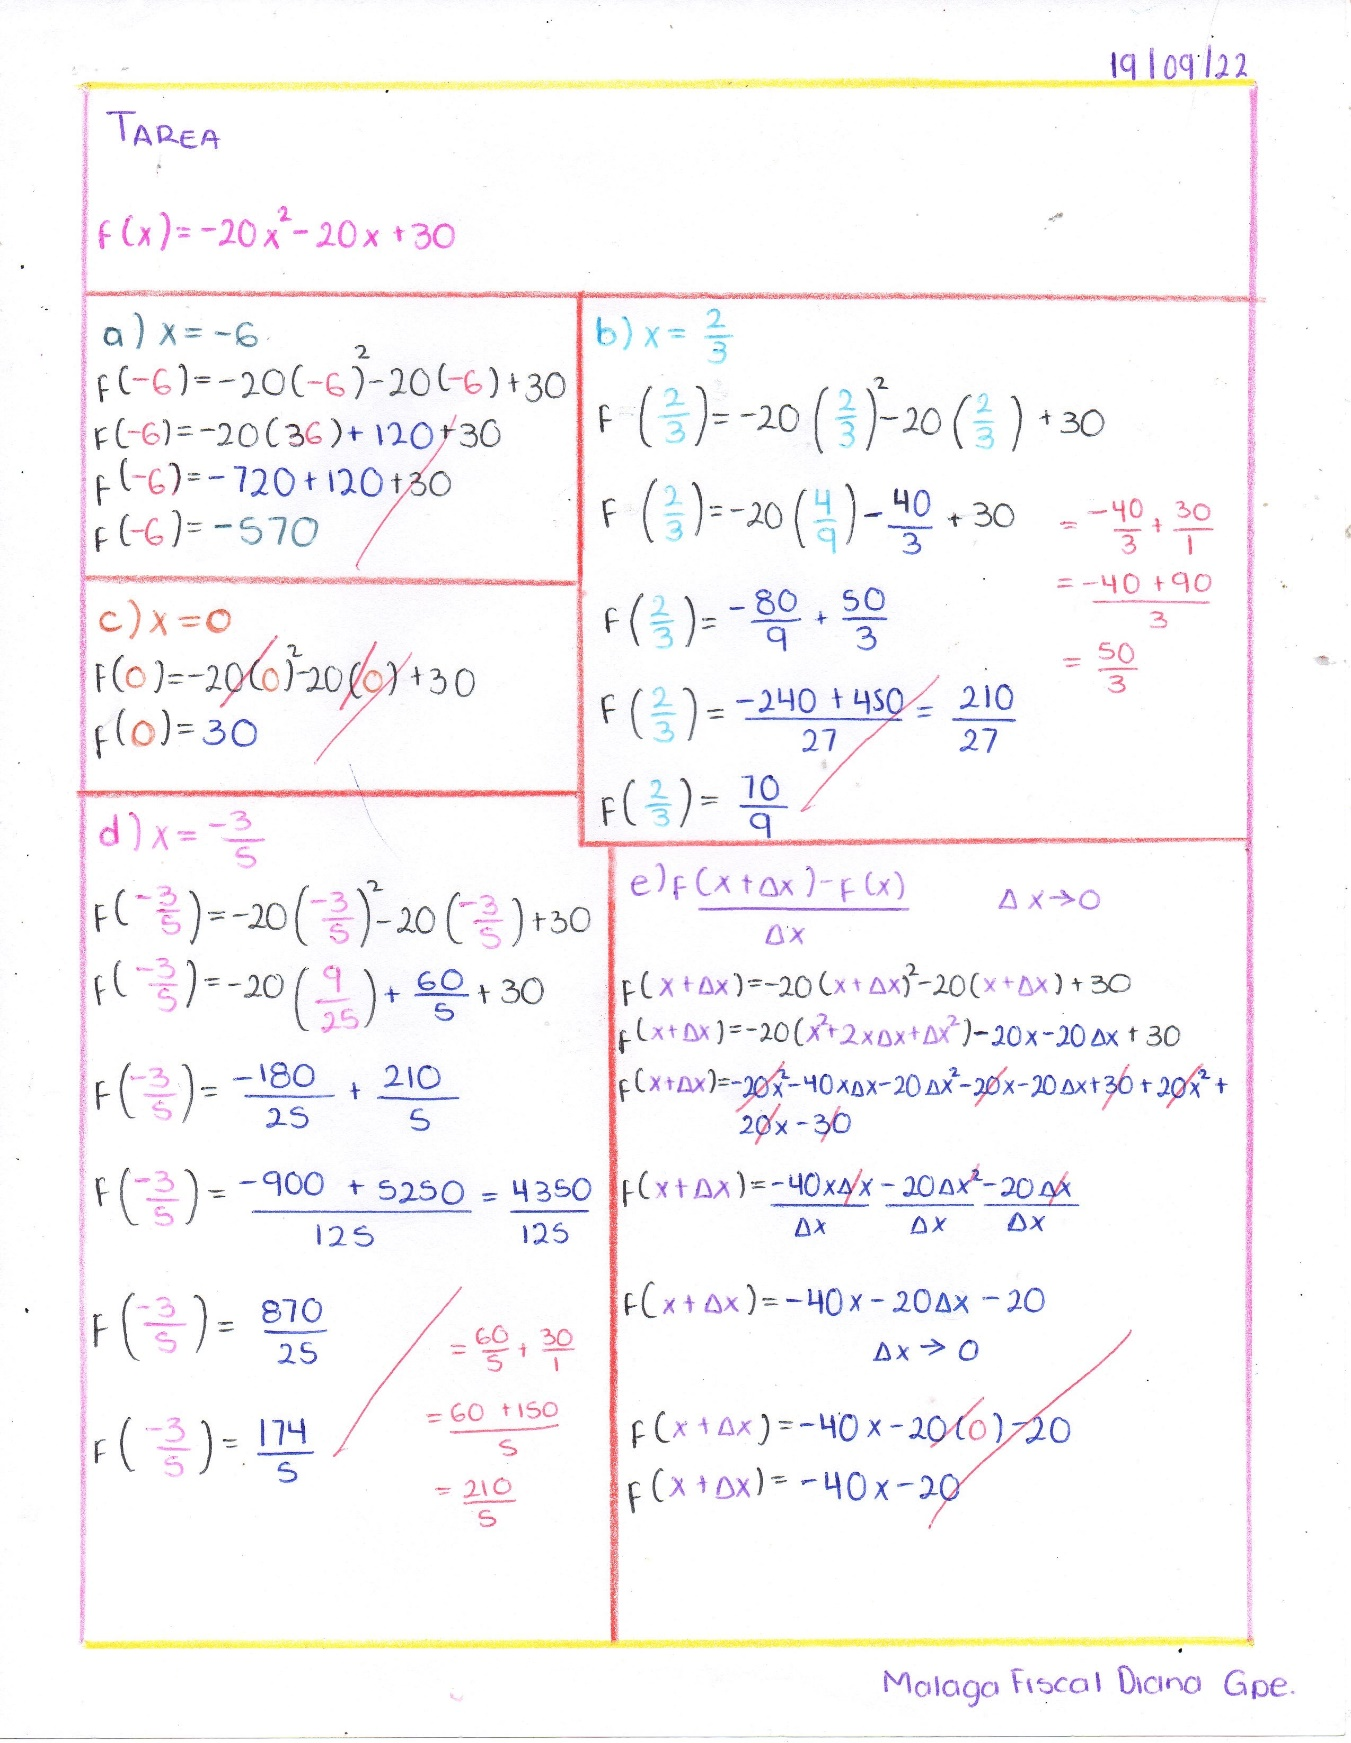 19/09/22
TAREA
f(x)=-20x²-20x+30
a) x=-6
f(-6)=-20(-6)²-20(-6)+30
f(-6)=-20(36)+120+30
f(-6)=-720+120+30
f(-6)=-570
b) x=2/3
F(2/3)=-20(2/3)²-20(2/3)+30
F(2/3)=-20(4/9)-40/3+30
=-40/3+30/1
=-40+90/3
=50/3
F(2/3)=-80/9+50/3
F(2/3)=-240+450/27=210/27
F(2/3)=70/9
c) x=0
F(0)=-20(0)²-20(0)+30
f(0)=30
d) x=-3/5
F(-3/5)=-20(-3/5)²-20(-3/5)+30
F(-3/5)=-20(9/25)+60/5+30
F(-3/5)=-180/25+210/5
F(-3/5)=-900+5250/125=4350/125
F(-3/5)=870/25
=60/5+30/1
=60+150/5
=210/5
F(-3/5)=174/5
e) f(x+Δx)-f(x)/Δx Δx→0
f(x+Δx)=-20(x+Δx)²-20(x+Δx)+30
f(x+Δx)=-20(x²+2xΔx+Δx²)-20x-20Δx+30
f(x+Δx)=-20x²-40xΔx-20Δx²-20x-20Δx+30+20x²+
20x-30
f(x+Δx)=-40xΔx/Δx-20Δx²/Δx-20Δx/Δx
f(x+Δx)=-40x-20Δx-20
Δx→0
f(x+Δx)=-40x-20(0)-20
f(x+Δx)=-40x-20
Malaga Fiscal Diana Gpe.